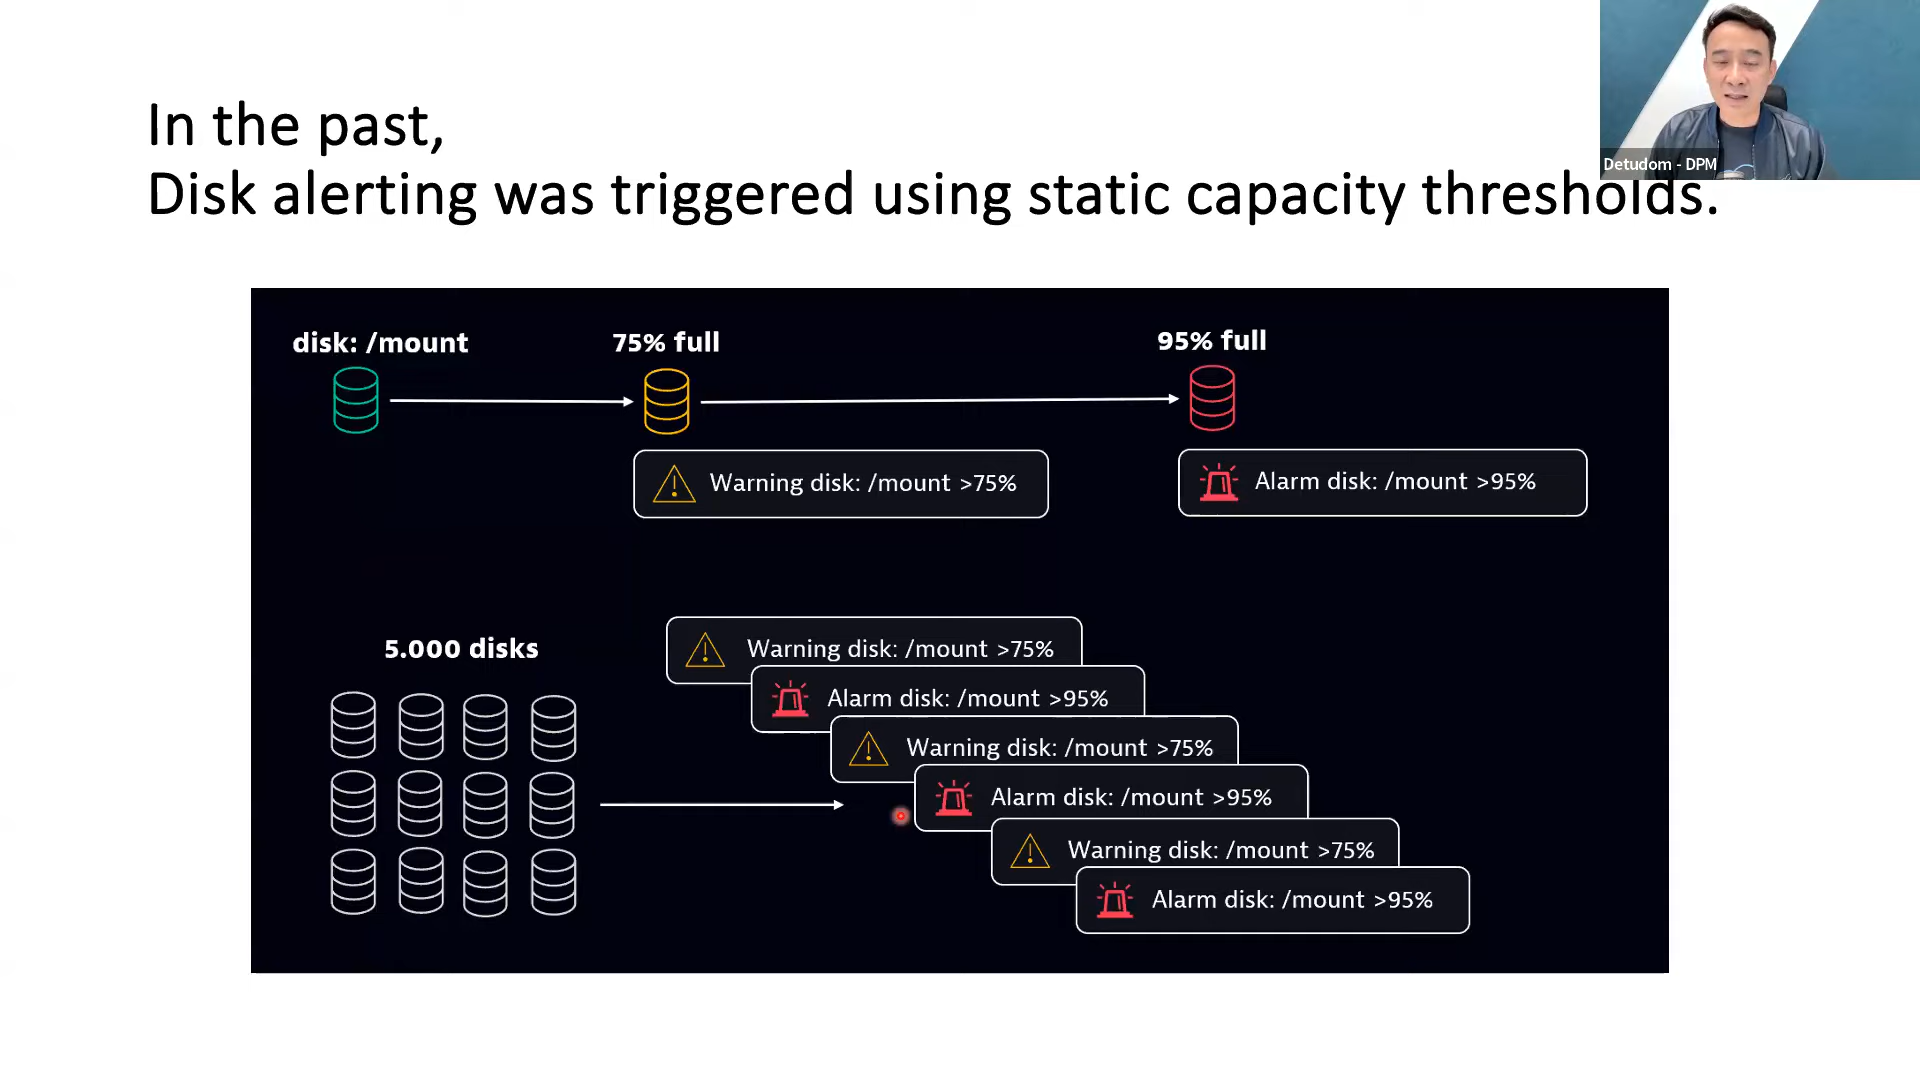 In the past,
Disk alerting was triggered using static capacity thresholds.
Detudom - DPM
disk: /mount
75% full
95% full
Warning disk: /mount >75%
Alarm disk: /mount >95%
5.000 disks
Warning disk: /mount >75%
Alarm disk: /mount >95%
Warning disk: /mount >75%
Alarm disk: /mount >95%
Warning disk: /mount >75%
Alarm disk: /mount >95%